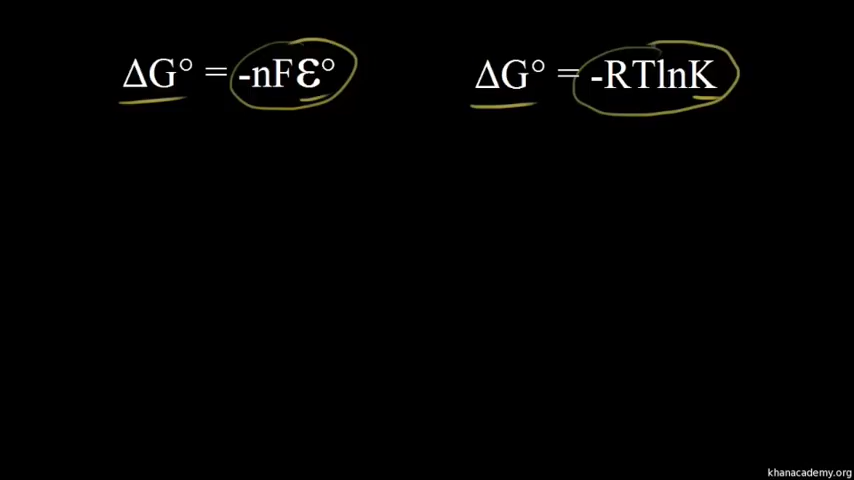 ΔG° = -nFƐ°
ΔG° = -RTlnK
khanacademy.org